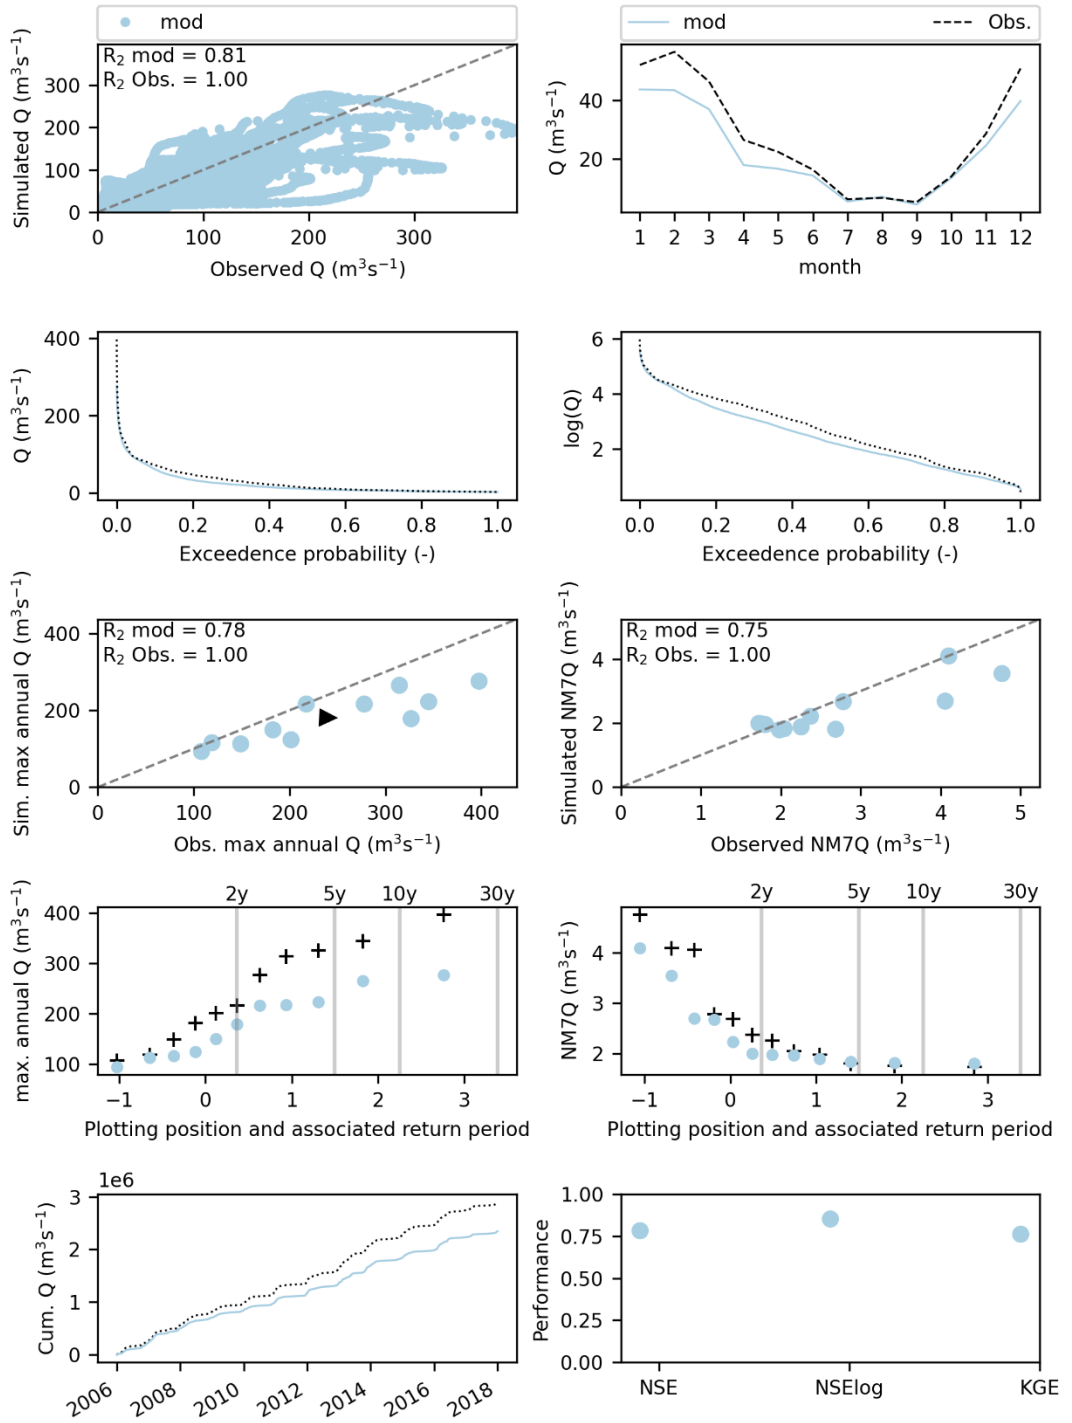 mod
mod
Obs.
R₂ mod = 0.81
R₂ Obs. = 1.00
Simulated Q (m³s⁻¹)
300
200
100
0
0 100 200 300
Observed Q (m³s⁻¹)
Q (m³s⁻¹)
40
20
1 2 3 4 5 6 7 8 9 10 11 12
month
Q (m³s⁻¹)
400
200
0
0.0 0.2 0.4 0.6 0.8 1.0
Exceedence probability (-)
log(Q)
6
4
2
0.0 0.2 0.4 0.6 0.8 1.0
Exceedence probability (-)
Sim. max annual Q (m³s⁻¹)
R₂ mod = 0.78
R₂ Obs. = 1.00
400
200
0
0 100 200 300 400
Obs. max annual Q (m³s⁻¹)
Simulated NM7Q (m³s⁻¹)
R₂ mod = 0.75
R₂ Obs. = 1.00
4
2
0
0 1 2 3 4 5
Observed NM7Q (m³s⁻¹)
max. annual Q (m³s⁻¹)
2y 5y 10y 30y
400
300
200
100
−1 0 1 2 3
Plotting position and associated return period
NM7Q (m³s⁻¹)
2y 5y 10y 30y
4
3
2
−1 0 1 2 3
Plotting position and associated return period
1e6
Cum. Q (m³s⁻¹)
3
2
1
0
2006 2008 2010 2012 2014 2016 2018
Performance
1.00
0.75
0.50
0.25
0.00
NSE NSElog KGE